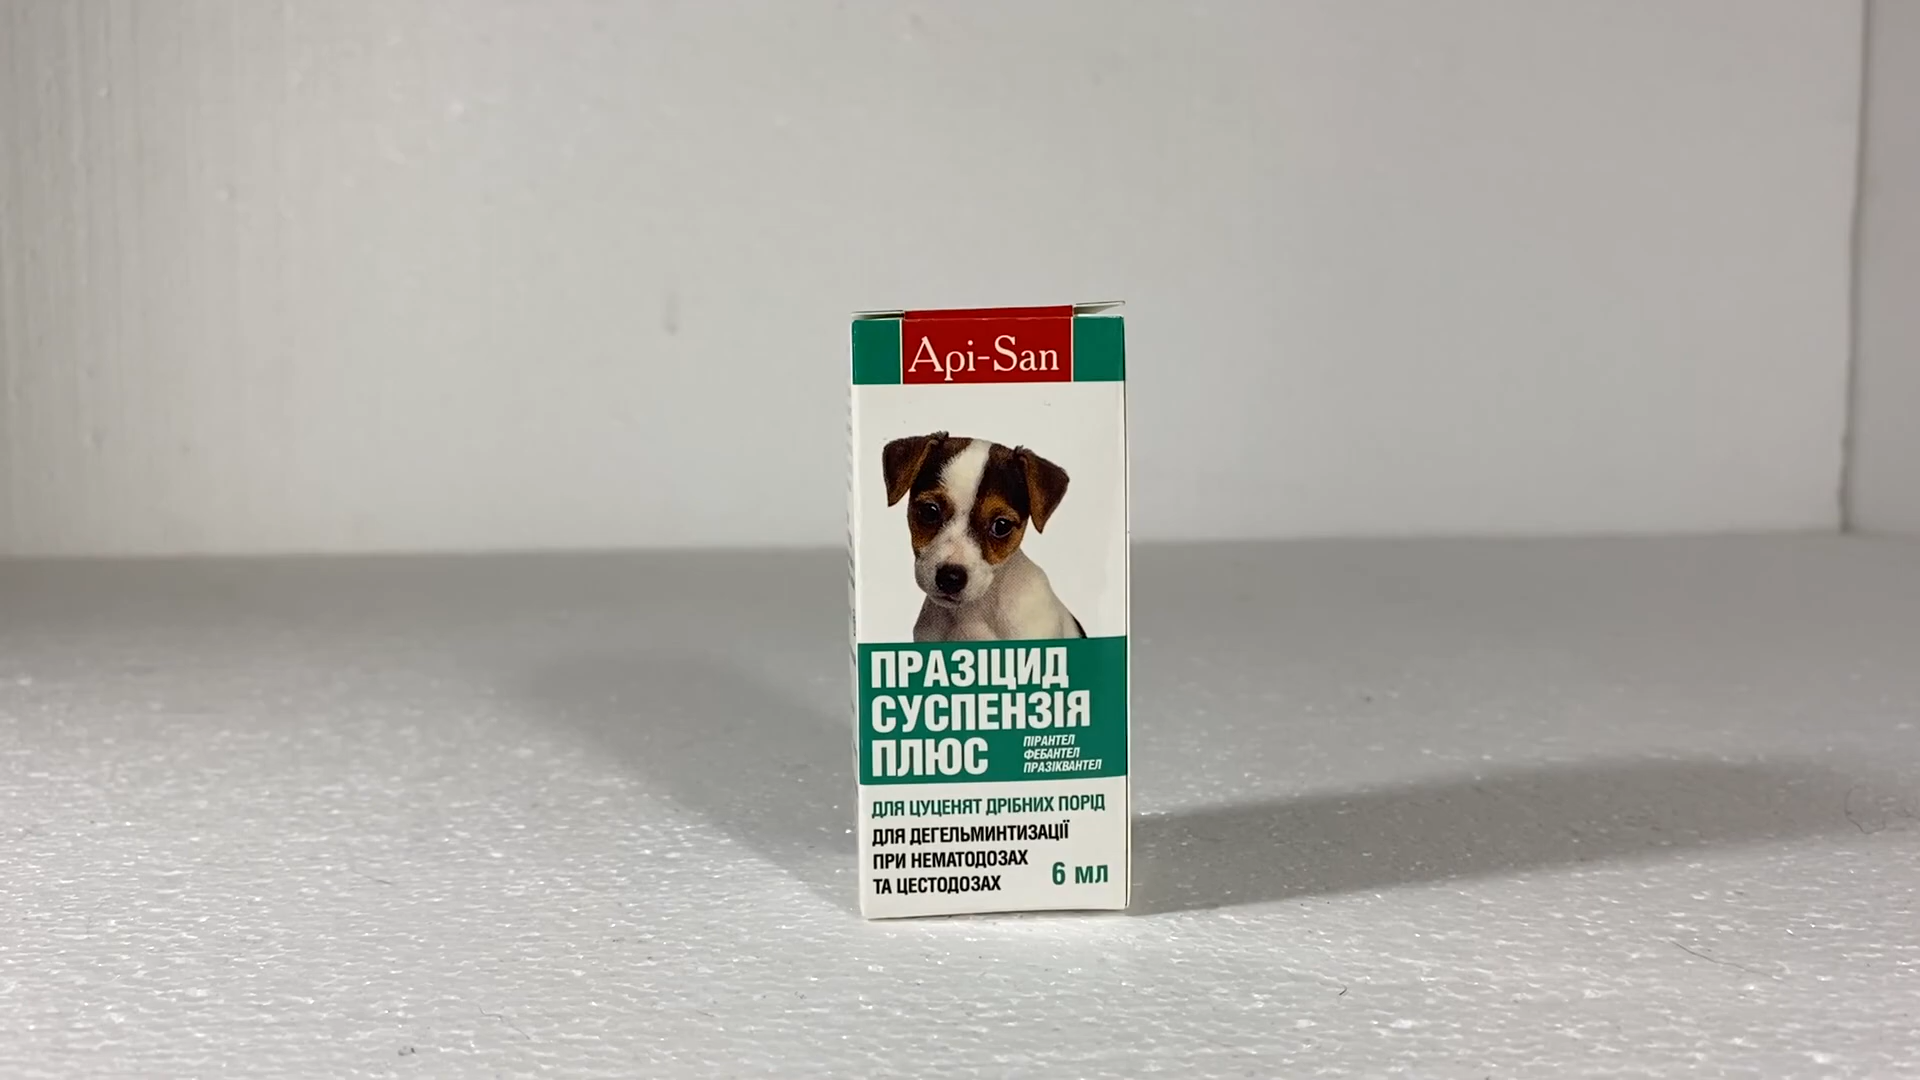 Api-San
ПРАЗІЦИД
СУСПЕНЗІЯ
ПЛЮС
ПІРАНТЕЛ
ФЕБАНТЕЛ
ПРАЗІКВАНТЕЛ
ДЛЯ ЦУЦЕНЯТ ДРІБНИХ ПОРІД
ДЛЯ ДЕГЕЛЬМИНТИЗАЦІЇ
ПРИ НЕМАТОДОЗАХ
ТА ЦЕСТОДОЗАХ
6 мл